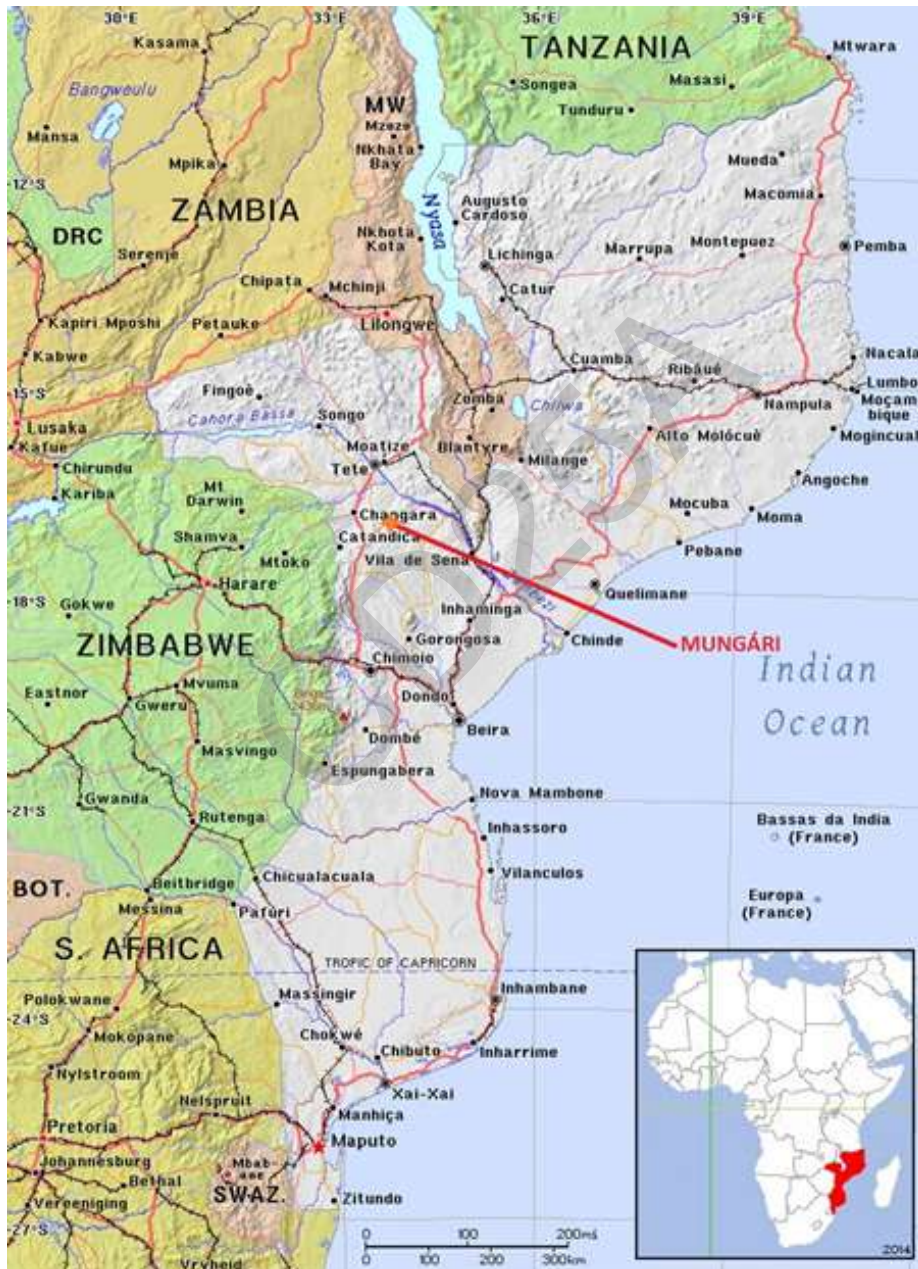 30°E
33°E
36°E
39°E
Kasama
TANZANIA
Mtwara
Bangweulu
Songea
Masasi
MW
Tunduru
Mzozo
Mansa
Nkhata
Bay
Mueda
Mpika
12°S
Nyasa
Macomia
Augusto
Cardoso
ZAMBIA
DRC
Nkhota
Kota
Marrupa
Montepuez
Pemba
Serenje
Lichinga
Chipata
Mchinji
Catur
Kapiri Mposhi
Petauke
Lilongwe
Kabwe
Cuamba
Ribáuè
Nacala
Fingoè
15°S
Zomba
Lumbo
Cahora Bassa
Songo
Chilwa
Nampula
Moçam
bique
Lusaka
Kafue
Moatize
Blantyre
Alto Molócuè
Mogincual
Chirundu
Tete
Milange
Kariba
Mt
Darwin
Angoche
Changara
Mocuba
Moma
Shamva
Catandica
Mtoko
Vila de Sena
Pebane
Harare
18°S
Quelimane
Gokwe
Inhaminga
ZIMBABWE
Gorongosa
Chinde
MUNGÁRI
Chimoio
Indian
Ocean
Eastnor
Mvuma
Dondo
Gweru
Beira
Masvingo
Dombé
Espungabera
21°S
Gwanda
Nova Mambone
Rutenga
Inhassoro
Bassas da India
(France)
BOT.
Beitbridge
Chicualacuala
Vilanculos
Messina
Pafúri
Europa
(France)
S. AFRICA
TROPIC OF CAPRICORN
Polokwane
Massingir
Inhambane
24°S
Mokopane
Chokwé
Chibuto
Inharrime
Nylstroom
Xai-Xai
Nelspruit
Manhiça
Pretoria
Maputo
Johannesburg
Mbab-
ane
Bethal
SWAZ.
Vereeniging
Zitundo
27°S
0 100 200mi
0 100 200 300km
Vryheid
2014